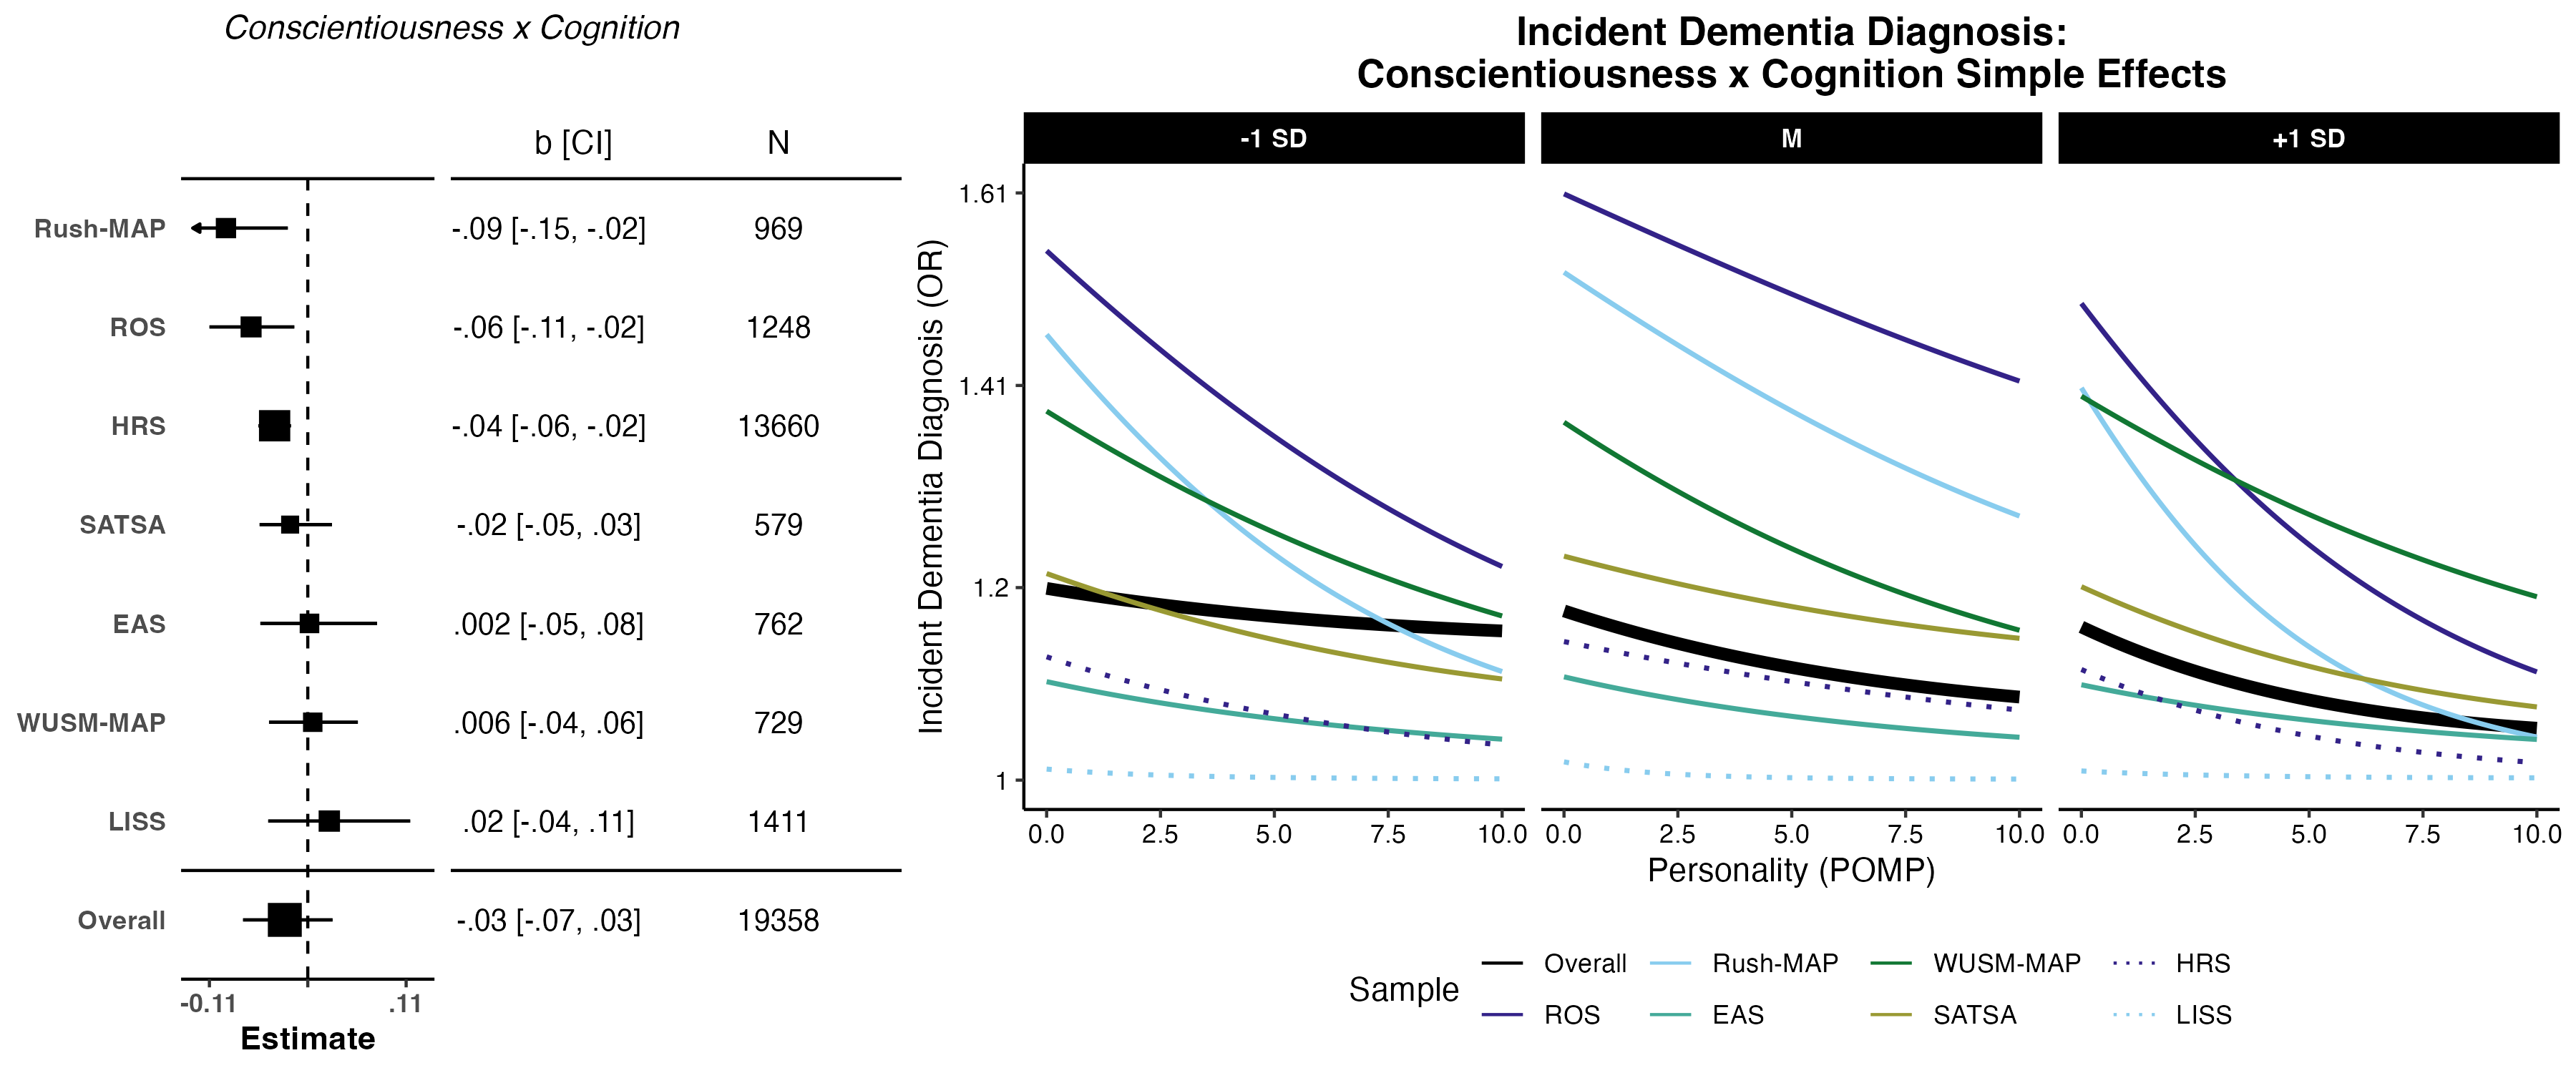 Conscientiousness x Cognition
b [CI] N
Rush-MAP -.09 [-.15, -.02] 969
ROS -.06 [-.11, -.02] 1248
HRS -.04 [-.06, -.02] 13660
SATSA -.02 [-.05, .03] 579
EAS .002 [-.05, .08] 762
WUSM-MAP .006 [-.04, .06] 729
LISS .02 [-.04, .11] 1411
Overall -.03 [-.07, .03] 19358
-0.11 .11
Estimate
Incident Dementia Diagnosis:
Conscientiousness x Cognition Simple Effects
-1 SD M +1 SD
Incident Dementia Diagnosis (OR)
1.61
1.41
1.2
1
0.0 2.5 5.0 7.5 10.0 0.0 2.5 5.0 7.5 10.0 0.0 2.5 5.0 7.5 10.0
Personality (POMP)
Sample
Overall Rush-MAP WUSM-MAP HRS
ROS EAS SATSA LISS